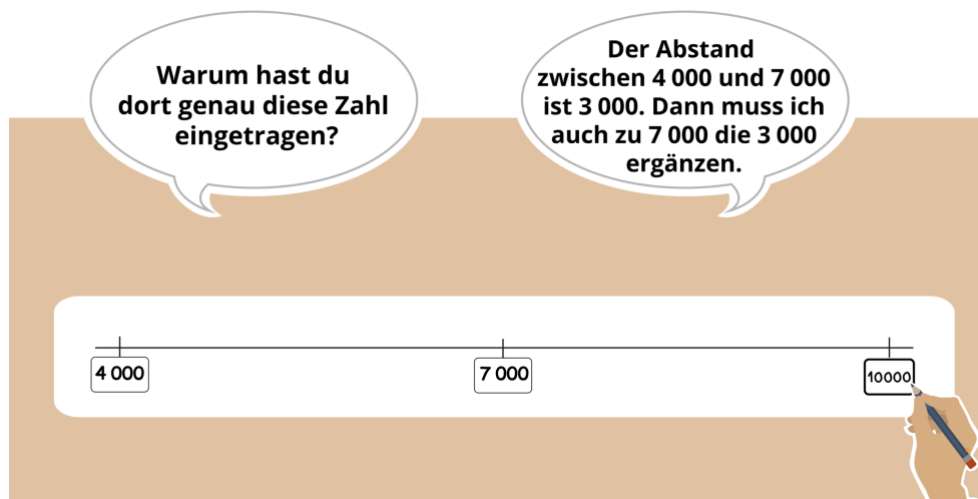 Warum hast du
dort genau diese Zahl
eingetragen?
Der Abstand
zwischen 4 000 und 7 000
ist 3 000. Dann muss ich
auch zu 7 000 die 3 000
ergänzen.
4 000
7 000
10000